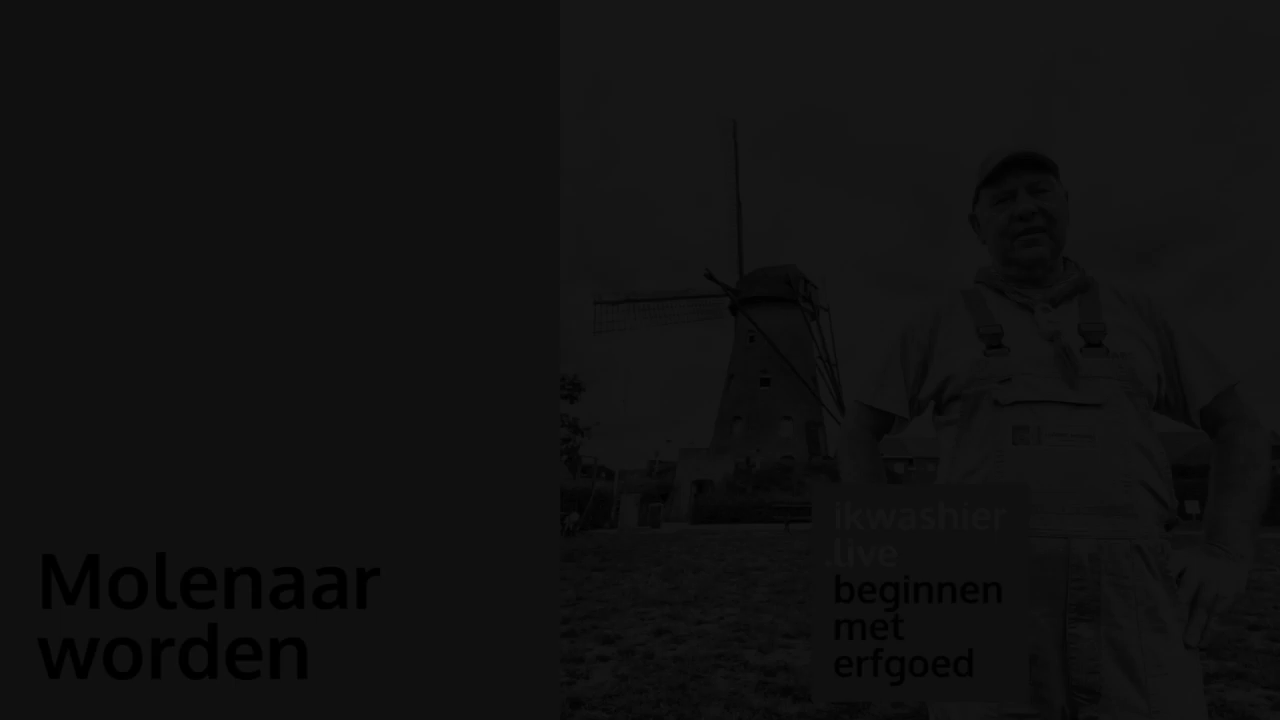 Molenaar
worden
ikwashier
.live
beginnen
met
erfgoed